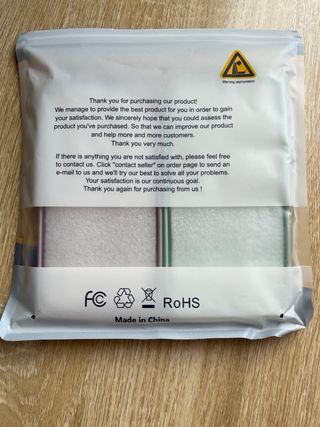 Warning asphyxiation
Thank you for purchasing our product!
We manage to provide the best product for you in order to gain
your satisfaction. We sincerely hope that you could assess the
product you've purchased. So that we can improve our product
and help more and more customers.
Thank you very much.
If there is anything you are not satisfied with, please feel free
to contact us. Click "contact seller" on order page to send an
e-mail to us and we'll try our best to solve all your problems.
Your satisfaction is our continuous goal.
Thank you again for purchasing from us !
FC RoHS
Made in China